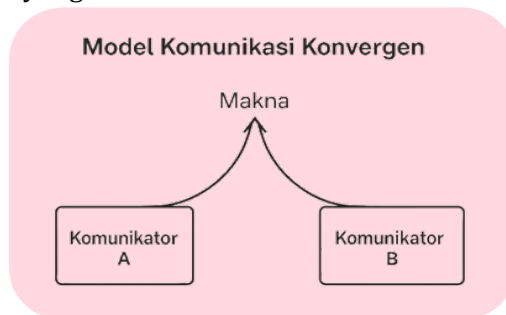 Model Komunikasi Konvergen
Makna
Komunikator
A
Komunikator
B